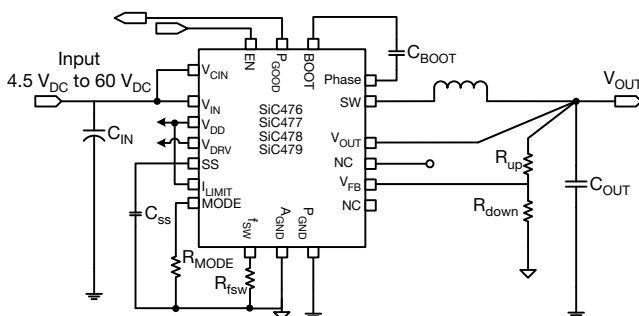 Input
4.5 VDC to 60 VDC
CIN
Css
RMODE
Rfsw
EN
PGOOD
BOOT
VCIN
VIN
VDD
VDRV
SS
ILIMIT
MODE
fSW
AGND
PGND
SiC476
SiC477
SiC478
SiC479
Phase
SW
VOUT
NC
VFB
NC
CBOOT
VOUT
Rup
Rdown
COUT